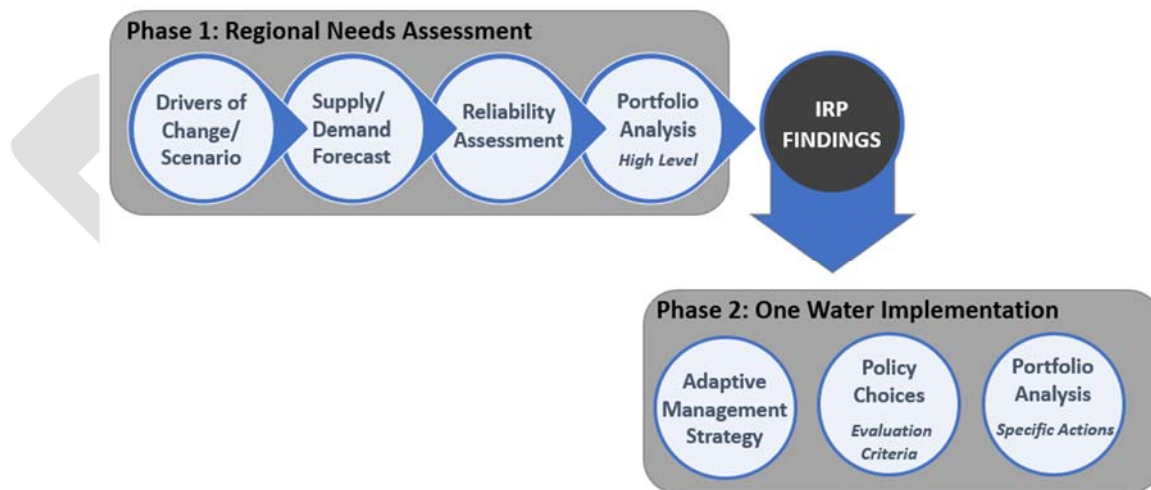 Phase 1: Regional Needs Assessment
Drivers of
Change/
Scenario
Supply/
Demand
Forecast
Reliability
Assessment
Portfolio
Analysis
High Level
IRP
FINDINGS
Phase 2: One Water Implementation
Adaptive
Management
Strategy
Policy
Choices
Evaluation
Criteria
Portfolio
Analysis
Specific Actions